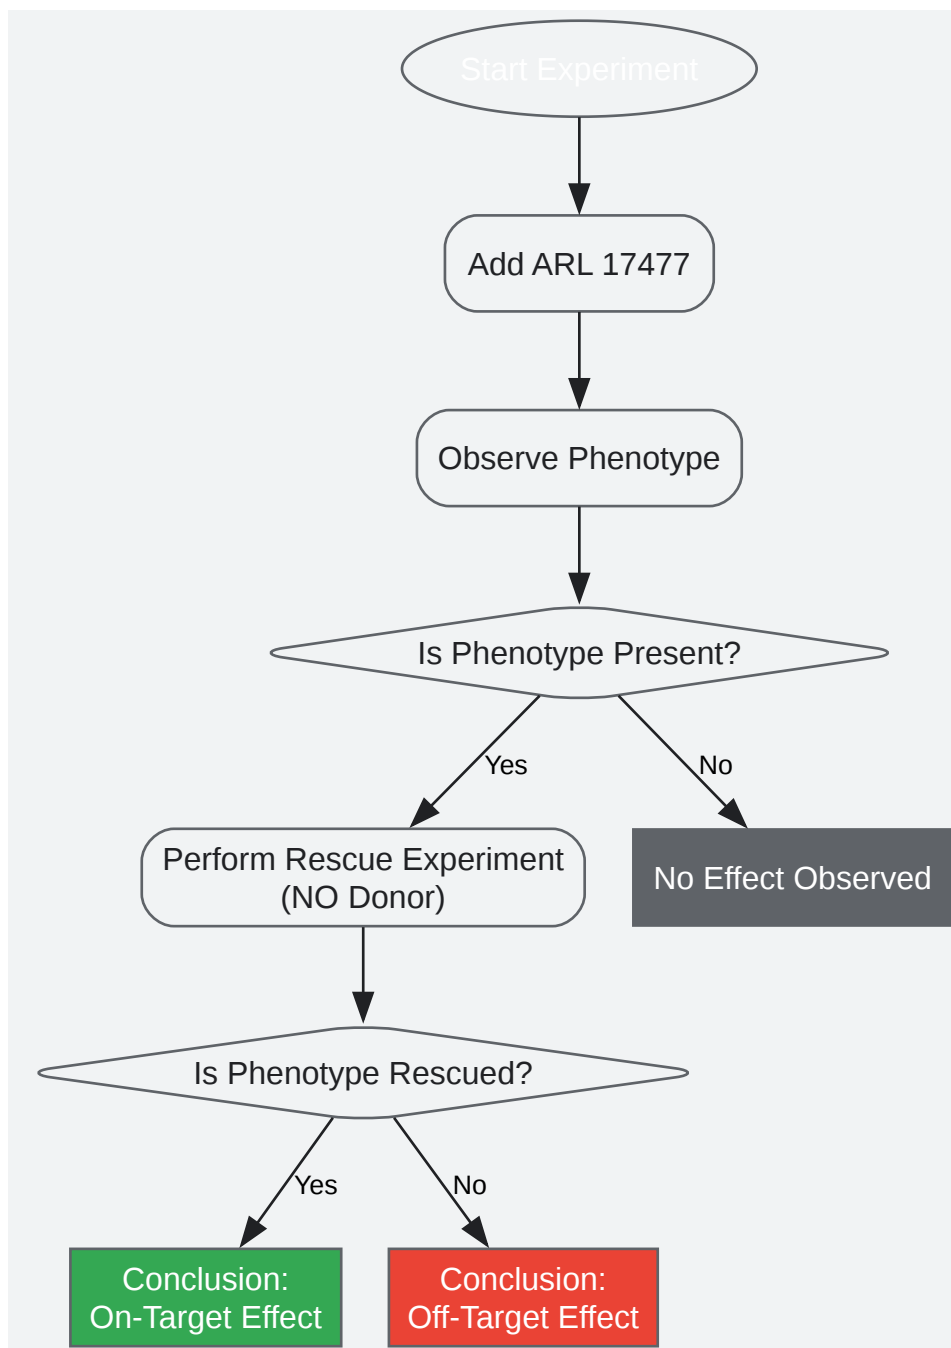 Start Experiment
Add ARL 17477
Observe Phenotype
Is Phenotype Present?
Yes
No
Perform Rescue Experiment
(NO Donor)
No Effect Observed
Is Phenotype Rescued?
Yes
No
Conclusion:
On-Target Effect
Conclusion:
Off-Target Effect